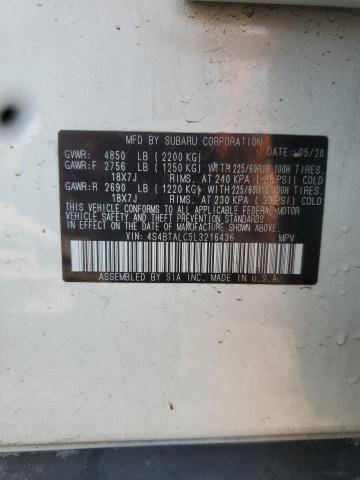 MFD BY SUBARU CORPORATION DATE: 05/20
GVWR: 4850 LB (2200 KG)
GAWR:F 2756 LB (1250 KG) WITH 225/60R18 100H TIRES.
18X7J RIMS. AT 240 KPA (35 PSI) COLD
GAWR:R 2690 LB (1220 KG) WITH 225/60R18 100H TIRES.
18X7J RIMS. AT 230 KPA (33 PSI) COLD
THIS VEHICLE CONFORMS TO ALL APPLICABLE FEDERAL MOTOR
VEHICLE SAFETY, BUMPER, AND THEFT PREVENTION STANDARDS
IN EFFECT ON THE DATE OF MANUFACTURE SHOWN ABOVE.
VIN: 4S4BTALC5L3216436 MPV
ASSEMBLED BY SIA INC. IN U.S.A.